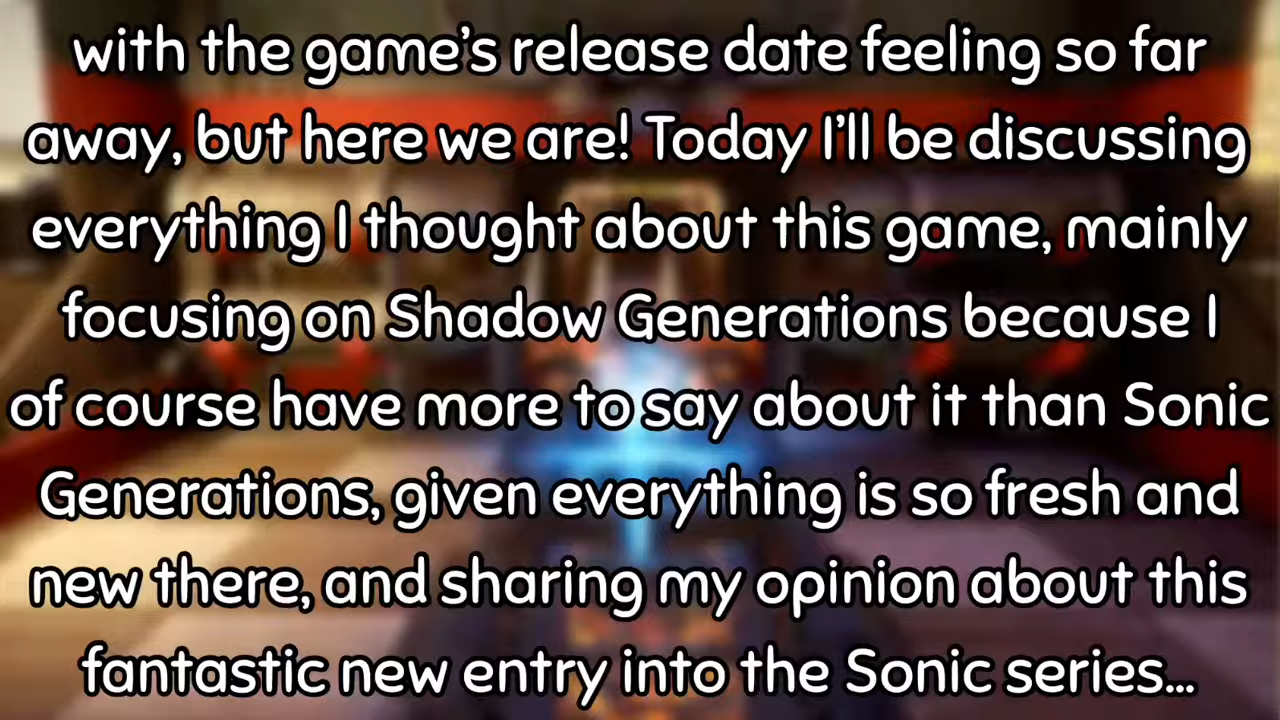 with the game's release date feeling so far
away, but here we are! Today I'll be discussing
everything I thought about this game, mainly
focusing on Shadow Generations because I
of course have more to say about it than Sonic
Generations, given everything is so fresh and
new there, and sharing my opinion about this
fantastic new entry into the Sonic series...